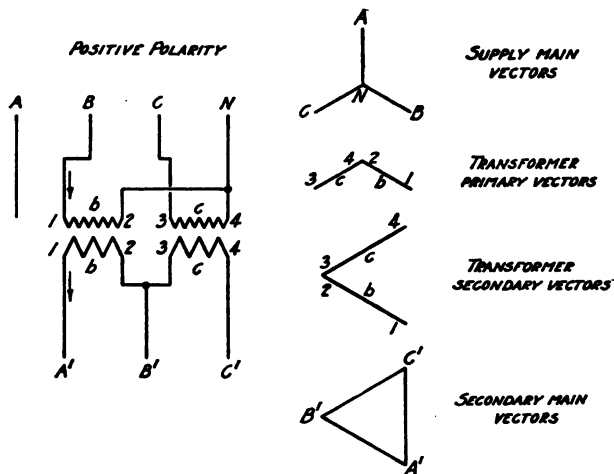 POSITIVE POLARITY
A B C N
b c
1 2 3 4
1 2 3 4
b c
A' B' C'
A
N
C B
SUPPLY MAIN
VECTORS
4 2
3 c b 1
TRANSFORMER
PRIMARY VECTORS
4
c
3
2
b
1
TRANSFORMER
SECONDARY VECTORS
C'
B'
A'
SECONDARY MAIN
VECTORS